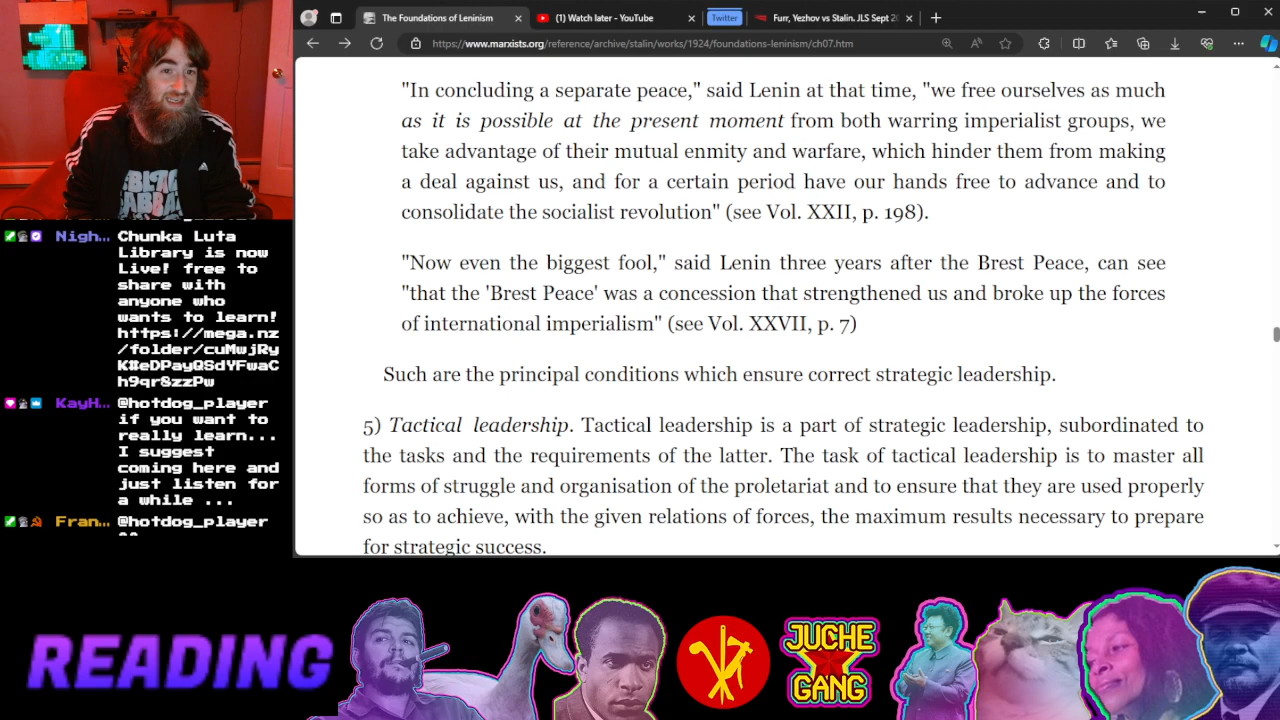 The Foundations of Leninism
(1) Watch later - YouTube
Twitter
Furr, Yezhov vs Stalin. JLS Sept 20
https://www.marxists.org/reference/archive/stalin/works/1924/foundations-leninism/ch07.htm
"In concluding a separate peace," said Lenin at that time, "we free ourselves as much
as it is possible at the present moment from both warring imperialist groups, we
take advantage of their mutual enmity and warfare, which hinder them from making
a deal against us, and for a certain period have our hands free to advance and to
consolidate the socialist revolution" (see Vol. XXII, p. 198).
"Now even the biggest fool," said Lenin three years after the Brest Peace, can see
"that the 'Brest Peace' was a concession that strengthened us and broke up the forces
of international imperialism" (see Vol. XXVII, p. 7)
Such are the principal conditions which ensure correct strategic leadership.
5) Tactical leadership. Tactical leadership is a part of strategic leadership, subordinated to
the tasks and the requirements of the latter. The task of tactical leadership is to master all
forms of struggle and organisation of the proletariat and to ensure that they are used properly
so as to achieve, with the given relations of forces, the maximum results necessary to prepare
for strategic success.
Nigh... Chunka Luta
Library is now
Live! free to
share with
anyone who
wants to learn!
https://mega.nz
/folder/cuMwjRy
K#eDPayQSdYFwaC
h9qr&zzPw
KayH... @hotdog_player
if you want to
really learn...
I suggest
coming here and
just listen for
a while ...
Fran... @hotdog_player
READING
JUCHE
GANG